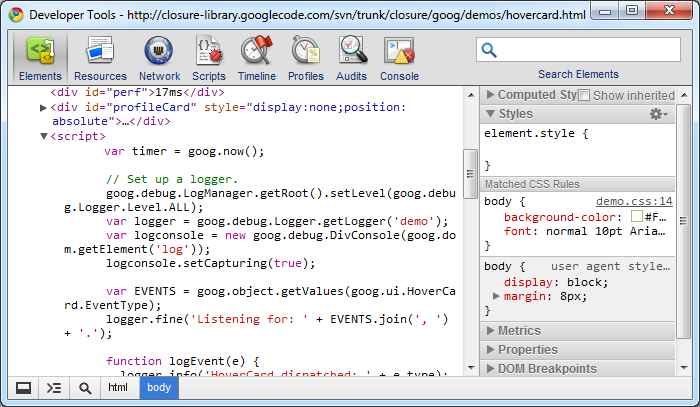 Developer Tools - http://closure-library.googlecode.com/svn/trunk/closure/goog/demos/hovercard.html
Elements Resources Network Scripts Timeline Profiles Audits Console Search Elements
<div id="perf">17ms</div>
<div id="profileCard" style="display:none;position:
absolute">…</div>
<script>
var timer = goog.now();
// Set up a logger.
goog.debug.LogManager.getRoot().setLevel(goog.debu
g.Logger.Level.ALL);
var logger = goog.debug.Logger.getLogger('demo');
var logconsole = new goog.debug.DivConsole(goog.do
m.getElement('log'));
logconsole.setCapturing(true);
var EVENTS = goog.object.getValues(goog.ui.HoverCa
rd.EventType);
logger.fine('Listening for: ' + EVENTS.join(', ')
+ '.');
function logEvent(e) {
logger.info('HoverCard dispatched: ' + e.type);
Computed Sty Show inherited
Styles
element.style {
}
Matched CSS Rules
body { demo.css:14
background-color: #F…
font: normal 10pt Aria…
}
body { user agent style…
display: block;
margin: 8px;
}
Metrics
Properties
DOM Breakpoints
html body